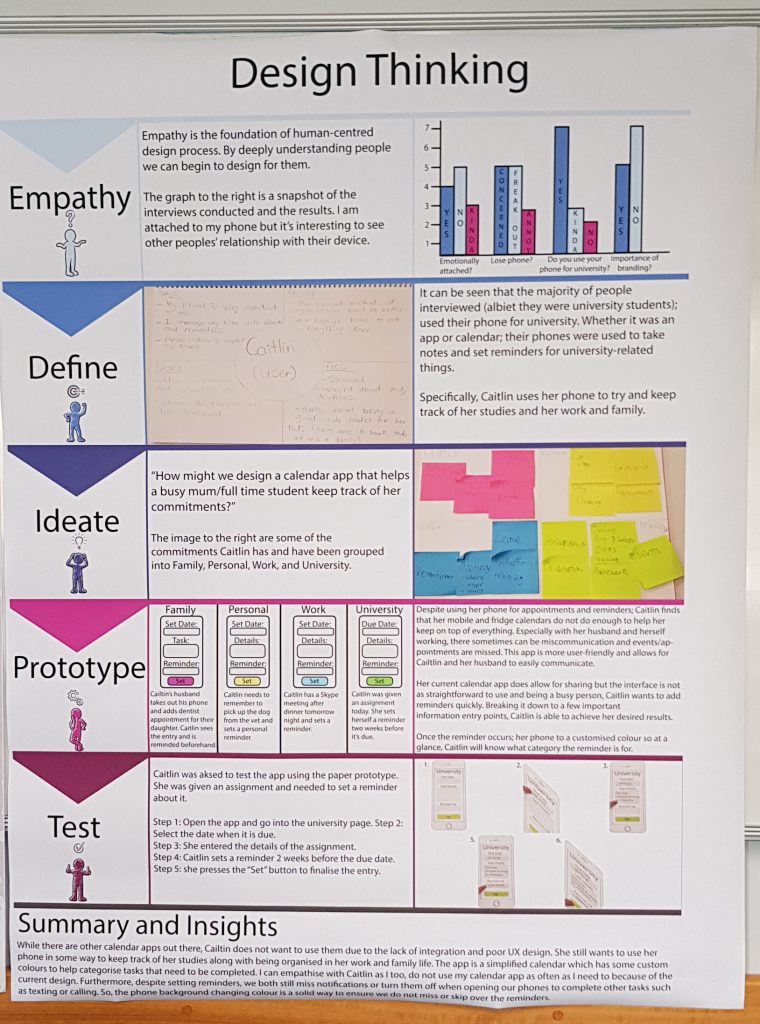 Design Thinking
Empathy
Empathy is the foundation of human-centred
design process. By deeply understanding people
we can begin to design for them.
The graph to the right is a snapshot of the
interviews conducted and the results. I am
attached to my phone but it's interesting to see
other peoples' relationship with their device.
7
6
5
4
3
2
1
YES
NO
KINDA
CONCERNED
FREAK OUT
ANNOY
YES
KINDA
NO
YES
NO
Emotionally
attached?
Lose phone?
Do you use your
phone for university?
Importance of
branding?
Define
Caitlin
(user)
It can be seen that the majority of people
interviewed (albiet they were university students);
used their phone for university. Whether it was an
app or calendar; their phones were used to take
notes and set reminders for university-related
things.
Specifically, Caitlin uses her phone to try and keep
track of her studies and her work and family.
Ideate
"How might we design a calendar app that helps
a busy mum/full time student keep track of her
commitments?"
The image to the right are some of the
commitments Caitlin has and have been grouped
into Family, Personal, Work, and University.
Leave
Prototype
Family
Set Date:
Task:
Reminder:
Set
Caitlin's husband
takes out his phone
and adds dentist
appointment for their
daughter. Caitlin sees
the entry and is
reminded beforehand.
Personal
Set Date:
Details:
Reminder:
Set
Caitlin needs to
remember to
pick up the dog
from the vet and
sets a personal
reminder.
Work
Set Date:
Details:
Reminder:
Set
Caitlin has a Skype
meeting after
dinner tomorrow
night and sets a
reminder.
University
Due Date:
Details:
Reminder:
Set
Caitlin was given
an assignment
today. She sets
herself a reminder
two weeks before
it's due.
Despite using her phone for appointments and reminders; Caitlin finds
that her mobile and fridge calendars do not do enough to help her
keep on top of everything. Especially with her husband and herself
working, there sometimes can be miscommunication and events/ap-
pointments are missed. This app is more user-friendly and allows for
Caitlin and her husband to easily communicate.
Her current calendar app does allow for sharing but the interface is not
as straightforward to use and being a busy person, Caitlin wants to add
reminders quickly. Breaking it down to a few important
information entry points, Caitlin is able to achieve her desired results.
Once the reminder occurs; her phone to a customised colour so at a
glance, Caitlin will know what category the reminder is for.
Test
Caitlin was aksed to test the app using the paper prototype.
She was given an assignment and needed to set a reminder
about it.
Step 1: Open the app and go into the university page. Step 2:
Select the date when it is due.
Step 3: She entered the details of the assignment.
Step 4: Caitlin sets a reminder 2 weeks before the due date.
Step 5: she presses the "Set" button to finalise the entry.
1.
University
2.
3.
University
5.
University
6.
Summary and Insights
While there are other calendar apps out there, Cailtin does not want to use them due to the lack of integration and poor UX design. She still wants to use her
phone in some way to keep track of her studies along with being organised in her work and family life. The app is a simplified calendar which has some custom
colours to help categorise tasks that need to be completed. I can empathise with Caitlin as I too, do not use my calendar app as often as I need to because of the
current design. Furthermore, despite setting reminders, we both still miss notifications or turn them off when opening our phones to complete other tasks such
as texting or calling. So, the phone background changing colour is a solid way to ensure we do not miss or skip over the reminders.